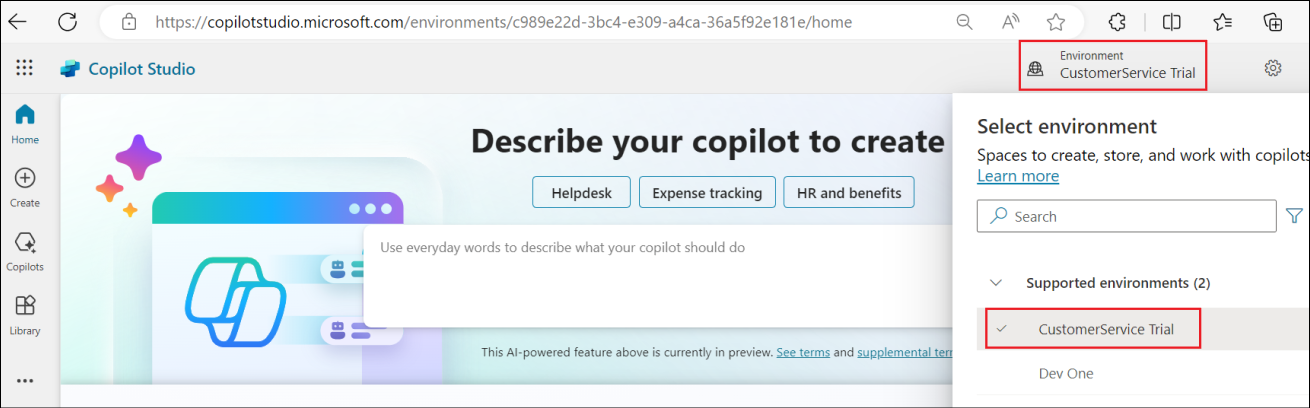 https://copilotstudio.microsoft.com/environments/c989e22d-3bc4-e309-a4ca-36a5f92e181e/home
Copilot Studio
Environment
CustomerService Trial
Home
Create
Copilots
Library
Describe your copilot to create
Helpdesk
Expense tracking
HR and benefits
Use everyday words to describe what your copilot should do
This AI-powered feature above is currently in preview. See terms and supplemental terr
Select environment
Spaces to create, store, and work with copilots
Learn more
Search
Supported environments (2)
CustomerService Trial
Dev One